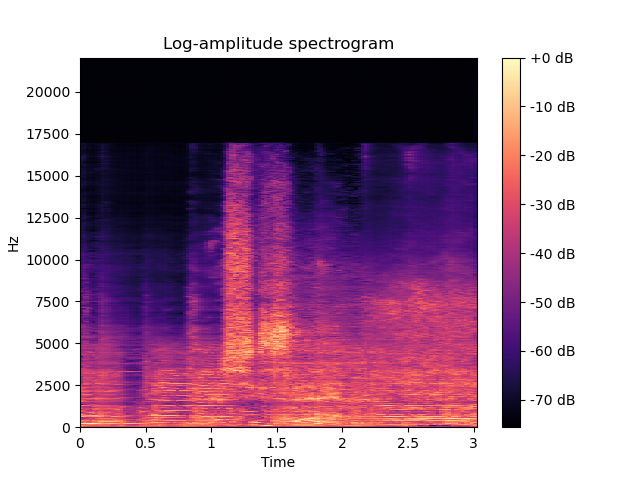 Log-amplitude spectrogram
Hz
20000
17500
15000
12500
10000
7500
5000
2500
0
0
0.5
1
1.5
2
2.5
3
Time
+0 dB
-10 dB
-20 dB
-30 dB
-40 dB
-50 dB
-60 dB
-70 dB